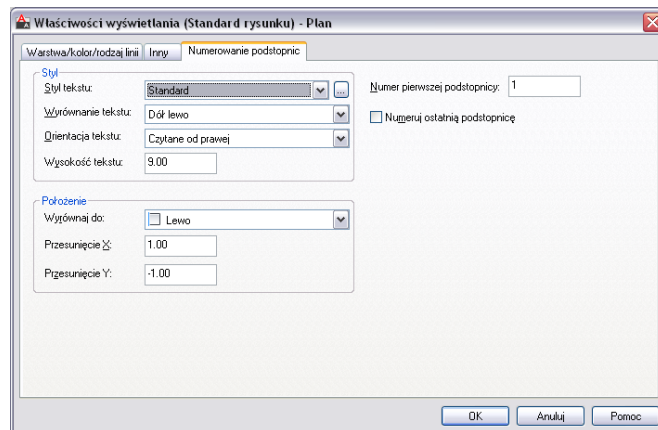 Właściwości wyświetlania (Standard rysunku) - Plan
Warstwa/kolor/rodzaj linii Inny Numerowanie podstopnic
Styl
Styl tekstu: Standard ...
Wyrównanie tekstu: Dół lewo
Orientacja tekstu: Czytane od prawej
Wysokość tekstu: 9.00
Numer pierwszej podstopnicy: 1
Numeruj ostatnią podstopnicę
Położenie
Wyrównaj do: Lewo
Przesunięcie X: 1.00
Przesunięcie Y: -1.00
OK Anuluj Pomoc